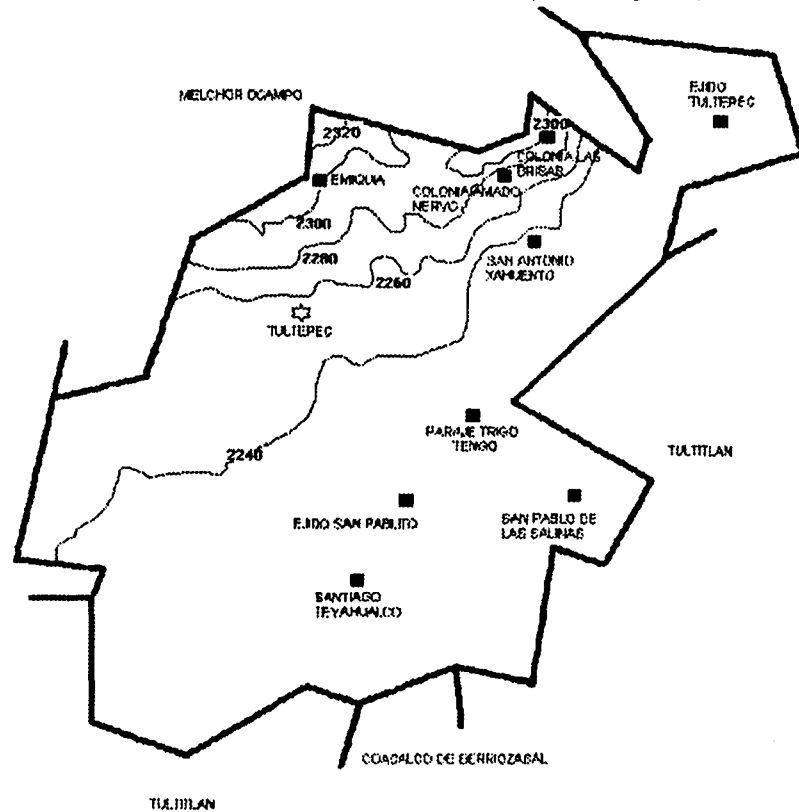 MELCHOR OCAMPO
EJIDO
TULTEPEC
2320
2300
COLONIA LAS
BRISAS
EMIQUIA
COLONIA AMADO
NERVO
2300
2280
SAN ANTONIO
XAHUENTO
2260
TULTEPEC
PARAJE TRIGO
TENGO
2240
TULTITLAN
EJIDO SAN PABLITO
SAN PABLO DE
LAS SALINAS
SANTIAGO
TEYAHUALCO
COACALCO DE BERRIOZABAL
TULTITLAN